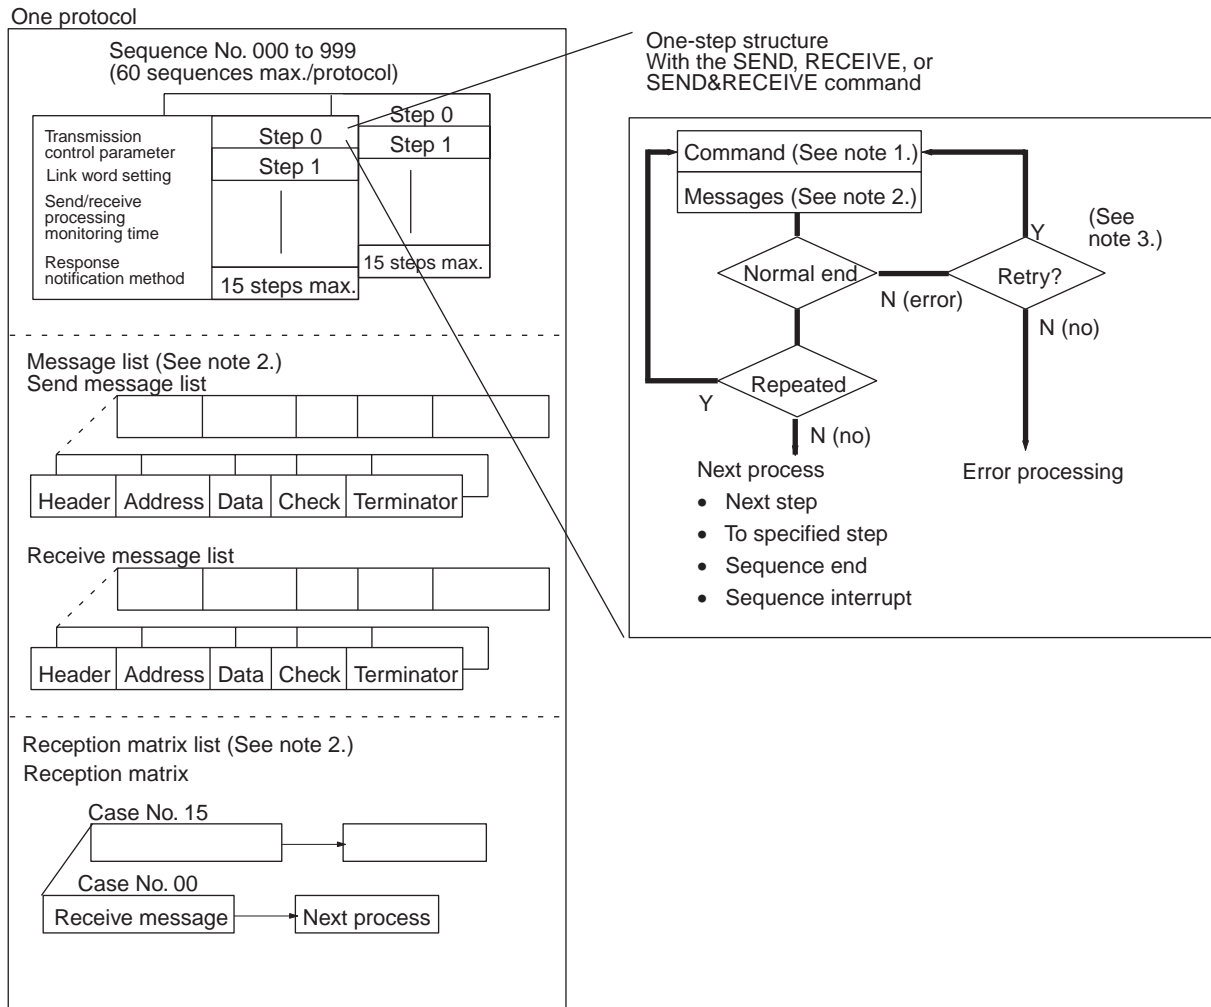 One protocol
Sequence No. 000 to 999
(60 sequences max./protocol)
Step 0
Step 1
15 steps max.
Transmission
control parameter
Link word setting
Send/receive
processing
monitoring time
Response
notification method
Step 0
Step 1
15 steps max.
Message list (See note 2.)
Send message list
Header Address Data Check Terminator
Receive message list
Header Address Data Check Terminator
Reception matrix list (See note 2.)
Reception matrix
Case No. 15
Case No. 00
Receive message
Next process
One-step structure
With the SEND, RECEIVE, or
SEND&RECEIVE command
Command (See note 1.)
Messages (See note 2.)
(See
note 3.)
Y
Normal end
N (error)
Retry?
N (no)
Repeated
Y
N (no)
Next process
• Next step
• To specified step
• Sequence end
• Sequence interrupt
Error processing